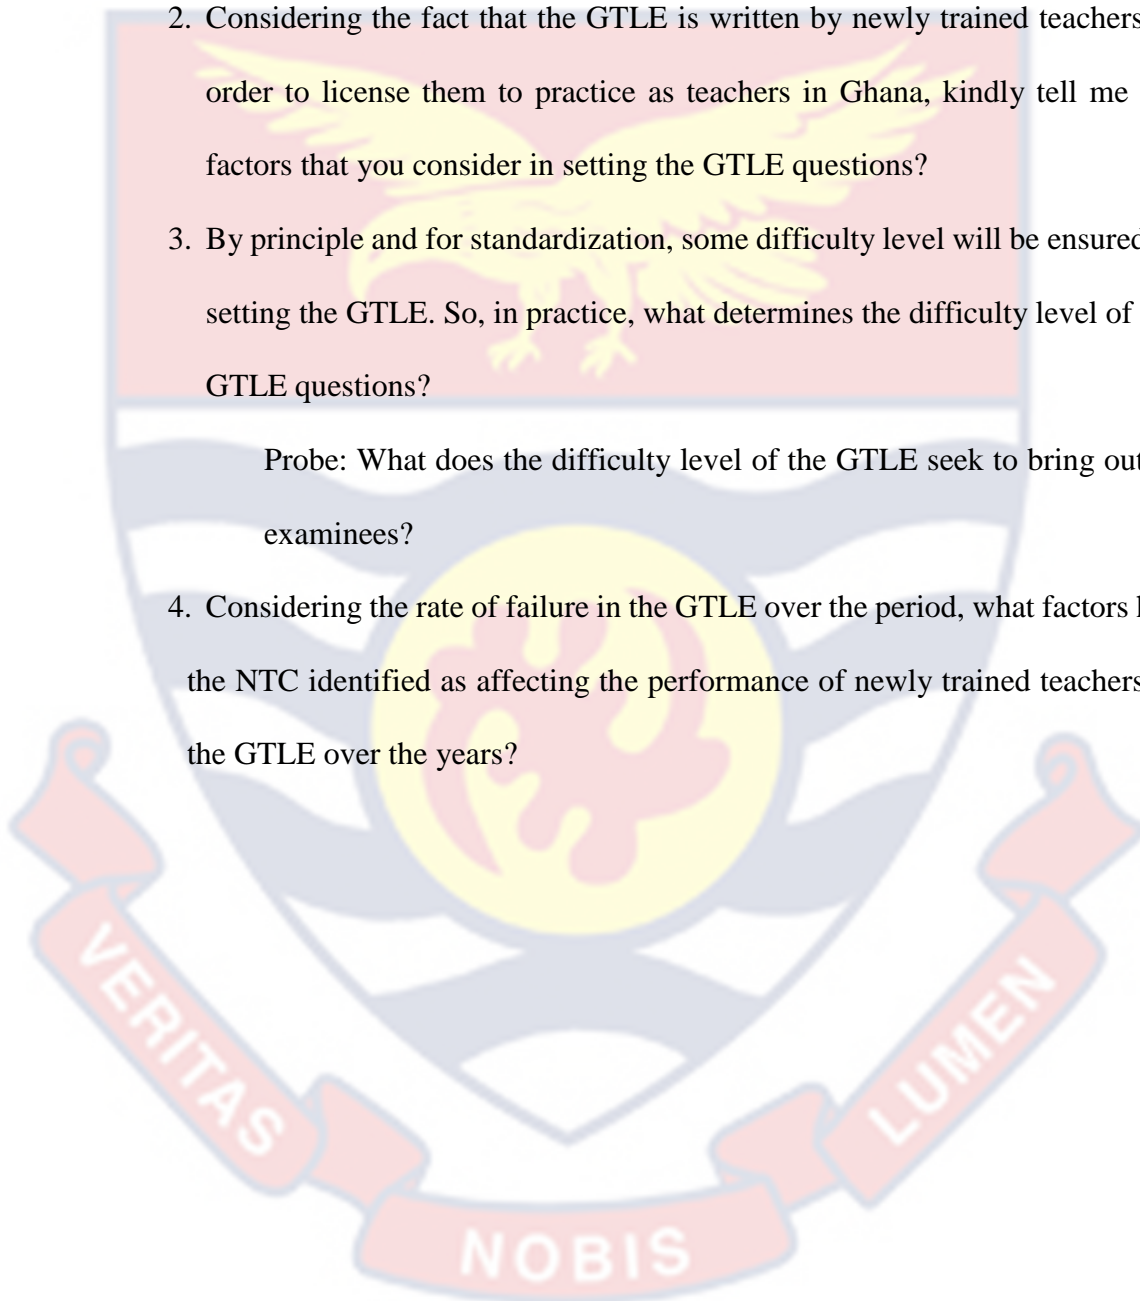 2. Considering the fact that the GTLE is written by newly trained teachers
order to license them to practice as teachers in Ghana, kindly tell me
factors that you consider in setting the GTLE questions?
3. By principle and for standardization, some difficulty level will be ensured
setting the GTLE. So, in practice, what determines the difficulty level of
GTLE questions?
Probe: What does the difficulty level of the GTLE seek to bring out
examinees?
4. Considering the rate of failure in the GTLE over the period, what factors
the NTC identified as affecting the performance of newly trained teachers
the GTLE over the years?
VERITAS
NOBIS
LUMEN